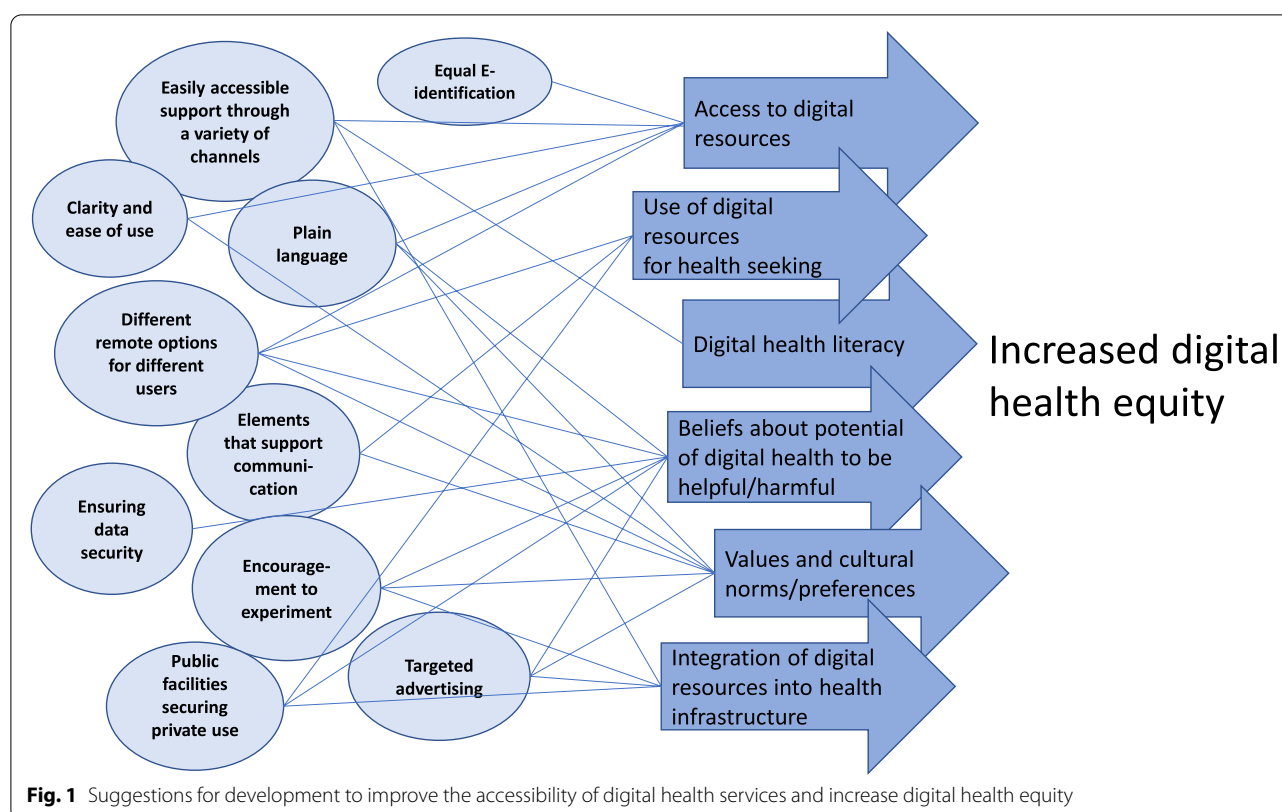 Easily accessible
support through
a variety of
channels
Equal E-
identification
Clarity and
ease of use
Plain
language
Different
remote options
for different
users
Elements
that support
communi-
cation
Ensuring
data
security
Encourage-
ment to
experiment
Public
facilities
securing
private use
Targeted
advertising
Access to digital
resources
Use of digital
resources
for health seeking
Digital health literacy
Beliefs about potential
of digital health to be
helpful/harmful
Values and cultural
norms/preferences
Integration of digital
resources into health
infrastructure
Increased digital
health equity
Fig. 1 Suggestions for development to improve the accessibility of digital health services and increase digital health equity